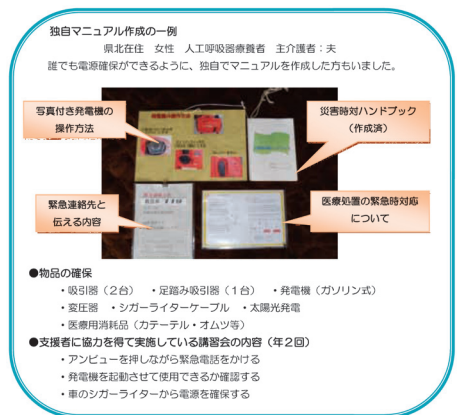 独自マニュアル作成の一例
県北在住 女性 人工呼吸器療養者 主介護者：夫
誰でも電源確保ができるように、独自でマニュアルを作成した方もいました。
写真付き発電機の
操作方法
災害時対ハンドブック
（作成済）
緊急連絡先と
伝える内容
医療処置の緊急時対応
について
●物品の確保
・吸引器（２台） ・足踏み吸引器（１台） ・発電機（ガソリン式）
・変圧器 ・シガーライターケーブル ・太陽光発電
・医療用消耗品（カテーテル・オムツ等）
●支援者に協力を得て実施している講習会の内容（年２回）
・アンビューを押しながら緊急電話をかける
・発電機を起動させて使用できるか確認する
・車のシガーライターから電源を確保する